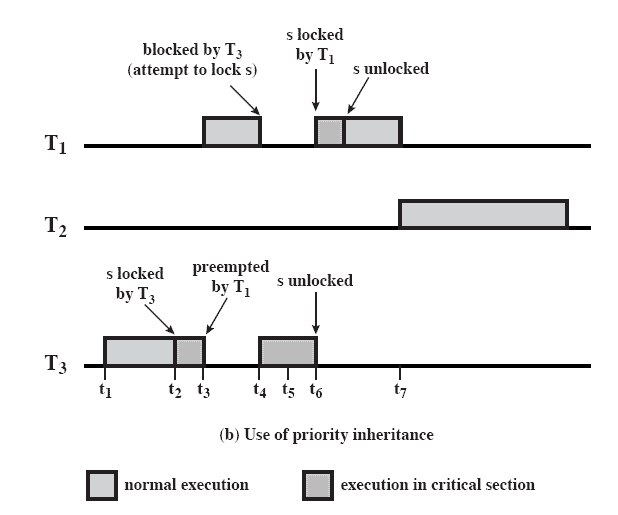 s locked
by T1
blocked by T3
(attempt to lock s)
s unlocked
T1
T2
s locked
by T3
preempted
by T1
s unlocked
T3
t1 t2 t3 t4 t5 t6 t7
(b) Use of priority inheritance
normal execution
execution in critical section